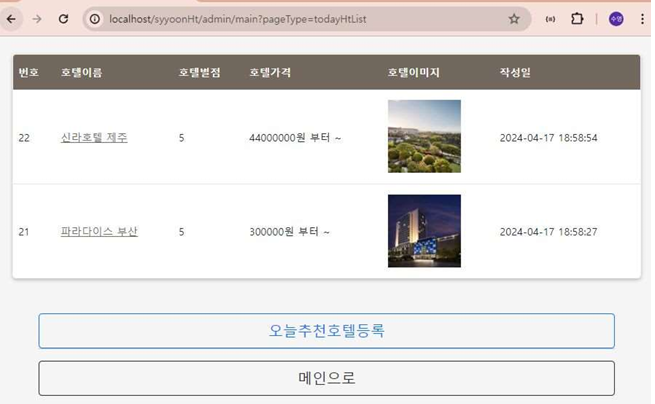 localhost/syyoonHt/admin/main?pageType=todayHtList
수영
번호 호텔이름 호텔별점 호텔가격 호텔이미지 작성일
22 신라호텔 제주 5 44000000원 부터 ~ 2024-04-17 18:58:54
21 파라다이스 부산 5 300000원 부터 ~ 2024-04-17 18:58:27
오늘추천호텔등록
메인으로